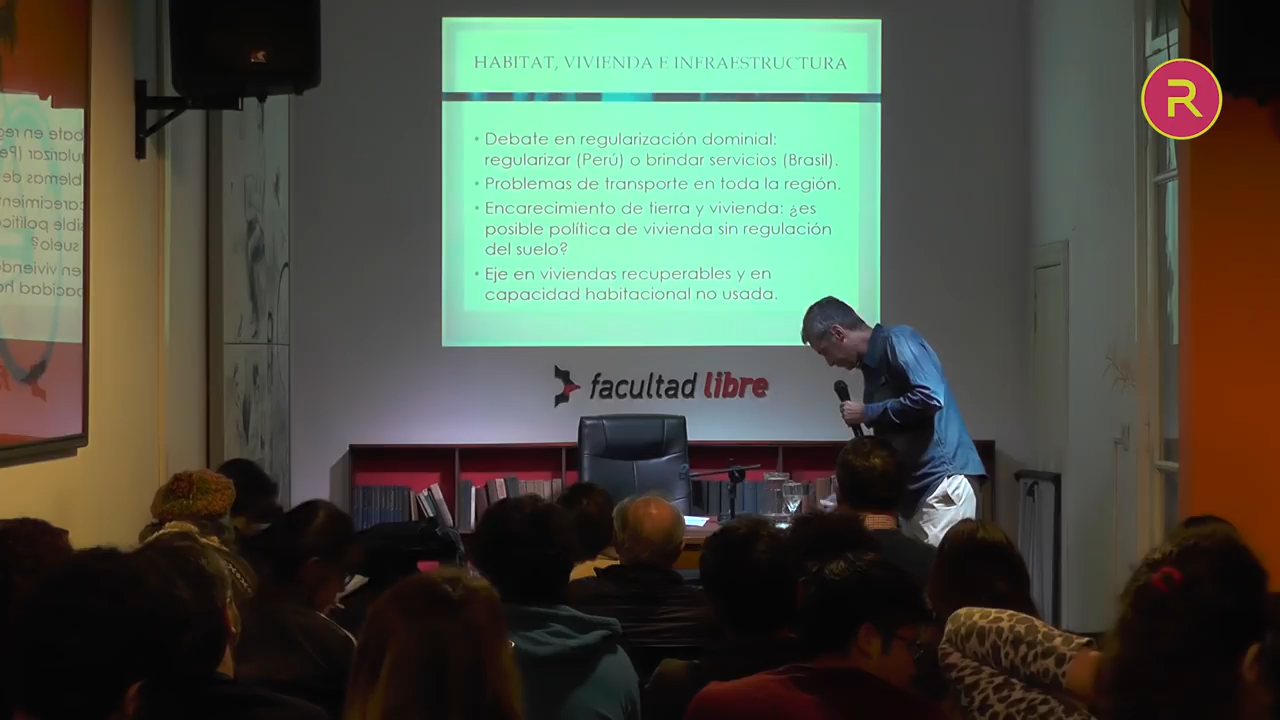 HABITAT, VIVIENDA E INFRAESTRUCTURA
R
• Debate en regularización dominial:
regularizar (Perú) o brindar servicios (Brasil).
• Problemas de transporte en toda la región.
• Encarecimiento de tierra y vivienda: ¿es
posible política de vivienda sin regulación
del suelo?
• Eje en viviendas recuperables y en
capacidad habitacional no usada.
facultad libre